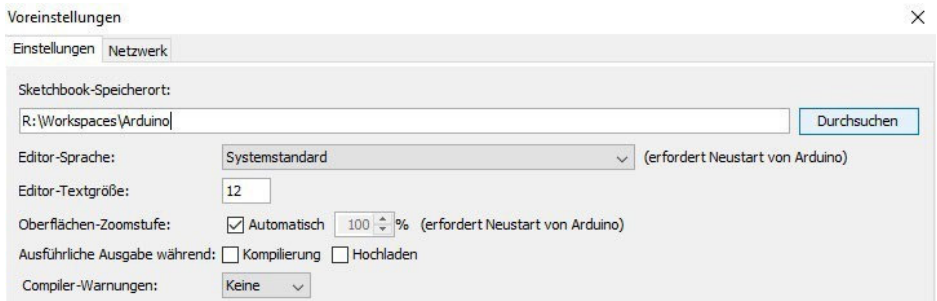 Voreinstellungen
Einstellungen Netzwerk
Sketchbook-Speicherort:
R:\Workspaces\Arduino Durchsuchen
Editor-Sprache: Systemstandard (erfordert Neustart von Arduino)
Editor-Textgröße: 12
Oberflächen-Zoomstufe: Automatisch 100 % (erfordert Neustart von Arduino)
Ausführliche Ausgabe während: Kompilierung Hochladen
Compiler-Warnungen: Keine